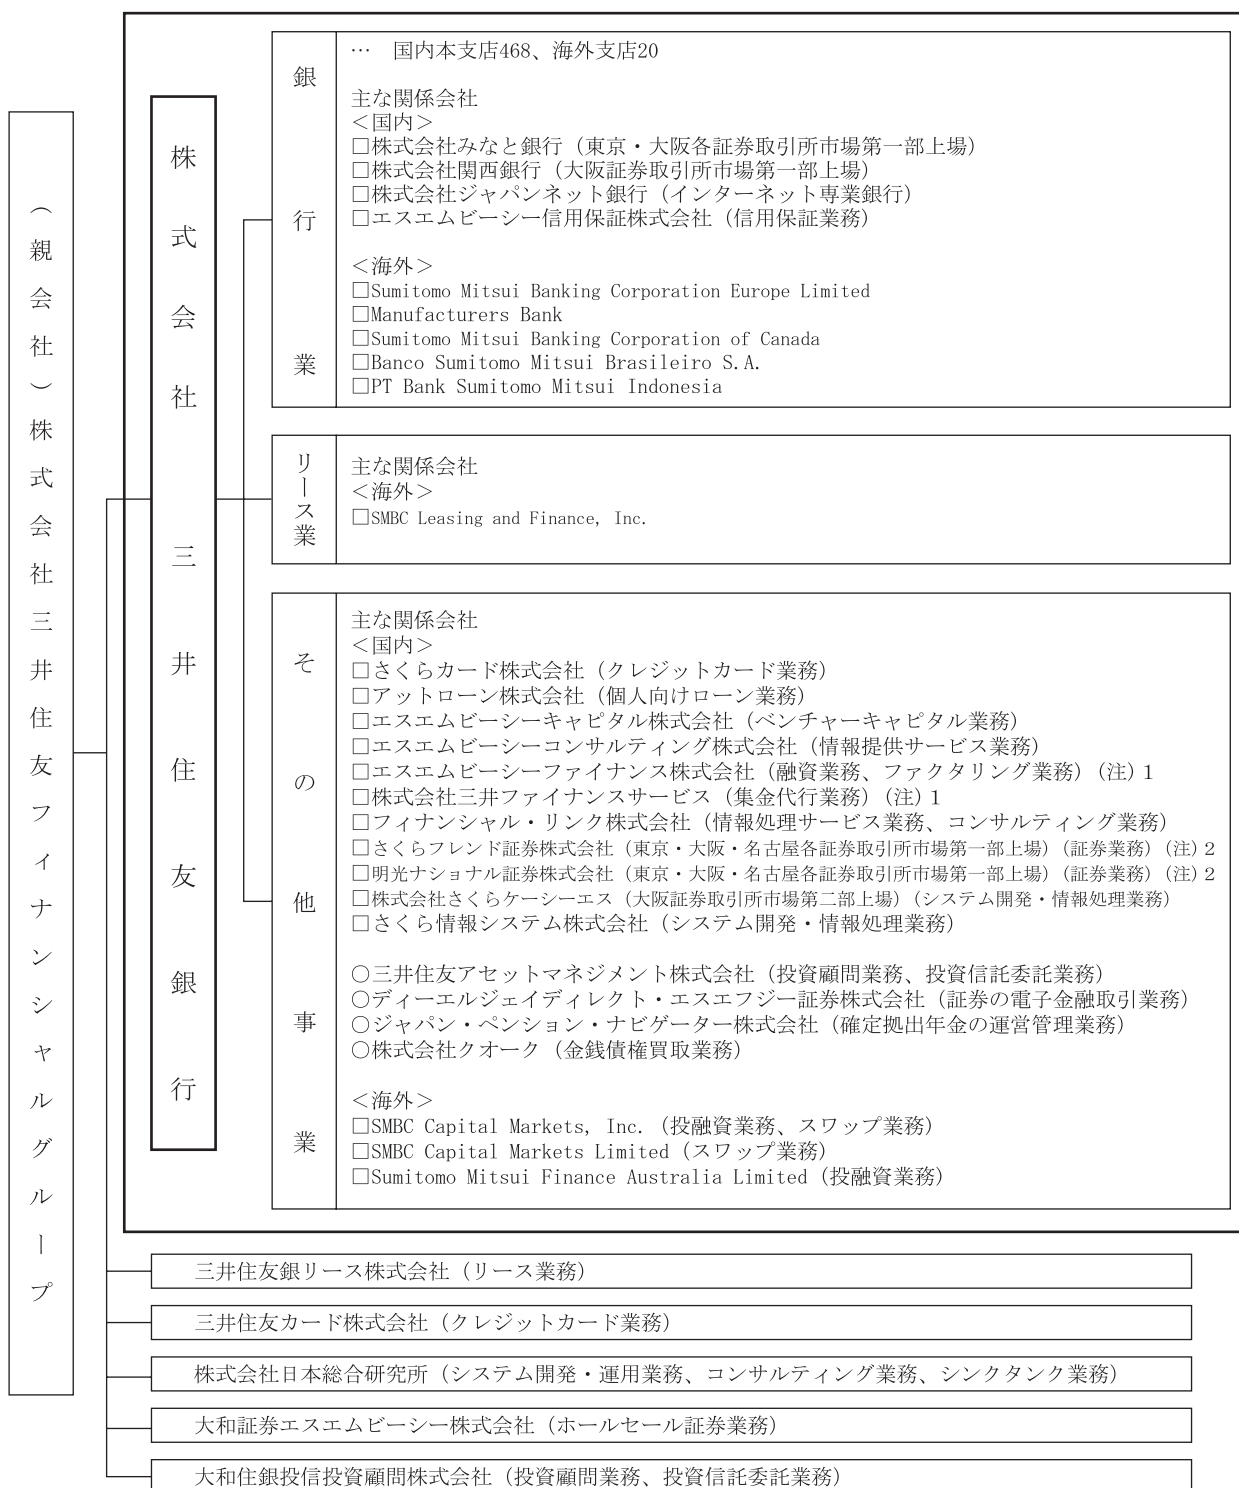 （親会社）株式会社三井住友フィナンシャルグループ
株式会社 三井住友銀行
銀行業
… 国内本支店468、海外支店20
主な関係会社
＜国内＞
□株式会社みなと銀行（東京・大阪各証券取引所市場第一部上場）
□株式会社関西銀行（大阪証券取引所市場第一部上場）
□株式会社ジャパンネット銀行（インターネット専業銀行）
□エスエムビーシー信用保証株式会社（信用保証業務）
＜海外＞
□Sumitomo Mitsui Banking Corporation Europe Limited
□Manufacturers Bank
□Sumitomo Mitsui Banking Corporation of Canada
□Banco Sumitomo Mitsui Brasileiro S.A.
□PT Bank Sumitomo Mitsui Indonesia
リース業
主な関係会社
＜海外＞
□SMBC Leasing and Finance, Inc.
その他事業
主な関係会社
＜国内＞
□さくらカード株式会社（クレジットカード業務）
□アットローン株式会社（個人向けローン業務）
□エスエムビーシーキャピタル株式会社（ベンチャーキャピタル業務）
□エスエムビーシーコンサルティング株式会社（情報提供サービス業務）
□エスエムビーシーファイナンス株式会社（融資業務、ファクタリング業務）（注）1
□株式会社三井ファイナンスサービス（集金代行業務）（注）1
□フィナンシャル・リンク株式会社（情報処理サービス業務、コンサルティング業務）
□さくらフレンド証券株式会社（東京・大阪・名古屋各証券取引所市場第一部上場）（証券業務）（注）2
□明光ナショナル証券株式会社（東京・大阪・名古屋各証券取引所市場第一部上場）（証券業務）（注）2
□株式会社さくらケーシーエス（大阪証券取引所市場第二部上場）（システム開発・情報処理業務）
□さくら情報システム株式会社（システム開発・情報処理業務）
○三井住友アセットマネジメント株式会社（投資顧問業務、投資信託委託業務）
○ディーエルジェイディレクト・エスエフジー証券株式会社（証券の電子金融取引業務）
○ジャパン・ペンション・ナビゲーター株式会社（確定拠出年金の運営管理業務）
○株式会社クオーク（金銭債権買取業務）
＜海外＞
□SMBC Capital Markets, Inc.（投融資業務、スワップ業務）
□SMBC Capital Markets Limited（スワップ業務）
□Sumitomo Mitsui Finance Australia Limited（投融資業務）
三井住友銀リース株式会社（リース業務）
三井住友カード株式会社（クレジットカード業務）
株式会社日本総合研究所（システム開発・運用業務、コンサルティング業務、シンクタンク業務）
大和証券エスエムビーシー株式会社（ホールセール証券業務）
大和住銀投信投資顧問株式会社（投資顧問業務、投資信託委託業務）